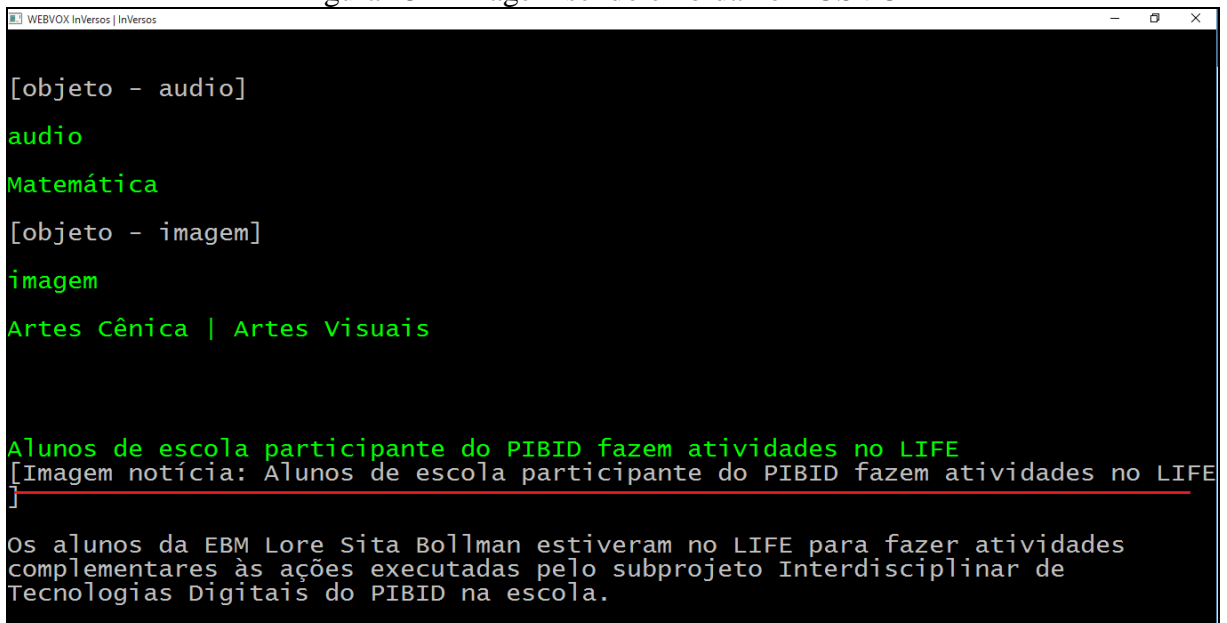 WEBVOX InVersos | InVersos
[objeto - audio]
audio
Matemática
[objeto - imagem]
imagem
Artes Cênica | Artes Visuais
Alunos de escola participante do PIBID fazem atividades no LIFE
[Imagem notícia: Alunos de escola participante do PIBID fazem atividades no LIFE
]
Os alunos da EBM Lore Sita Bollman estiveram no LIFE para fazer atividades
complementares às ações executadas pelo subprojeto Interdisciplinar de
Tecnologias Digitais do PIBID na escola.